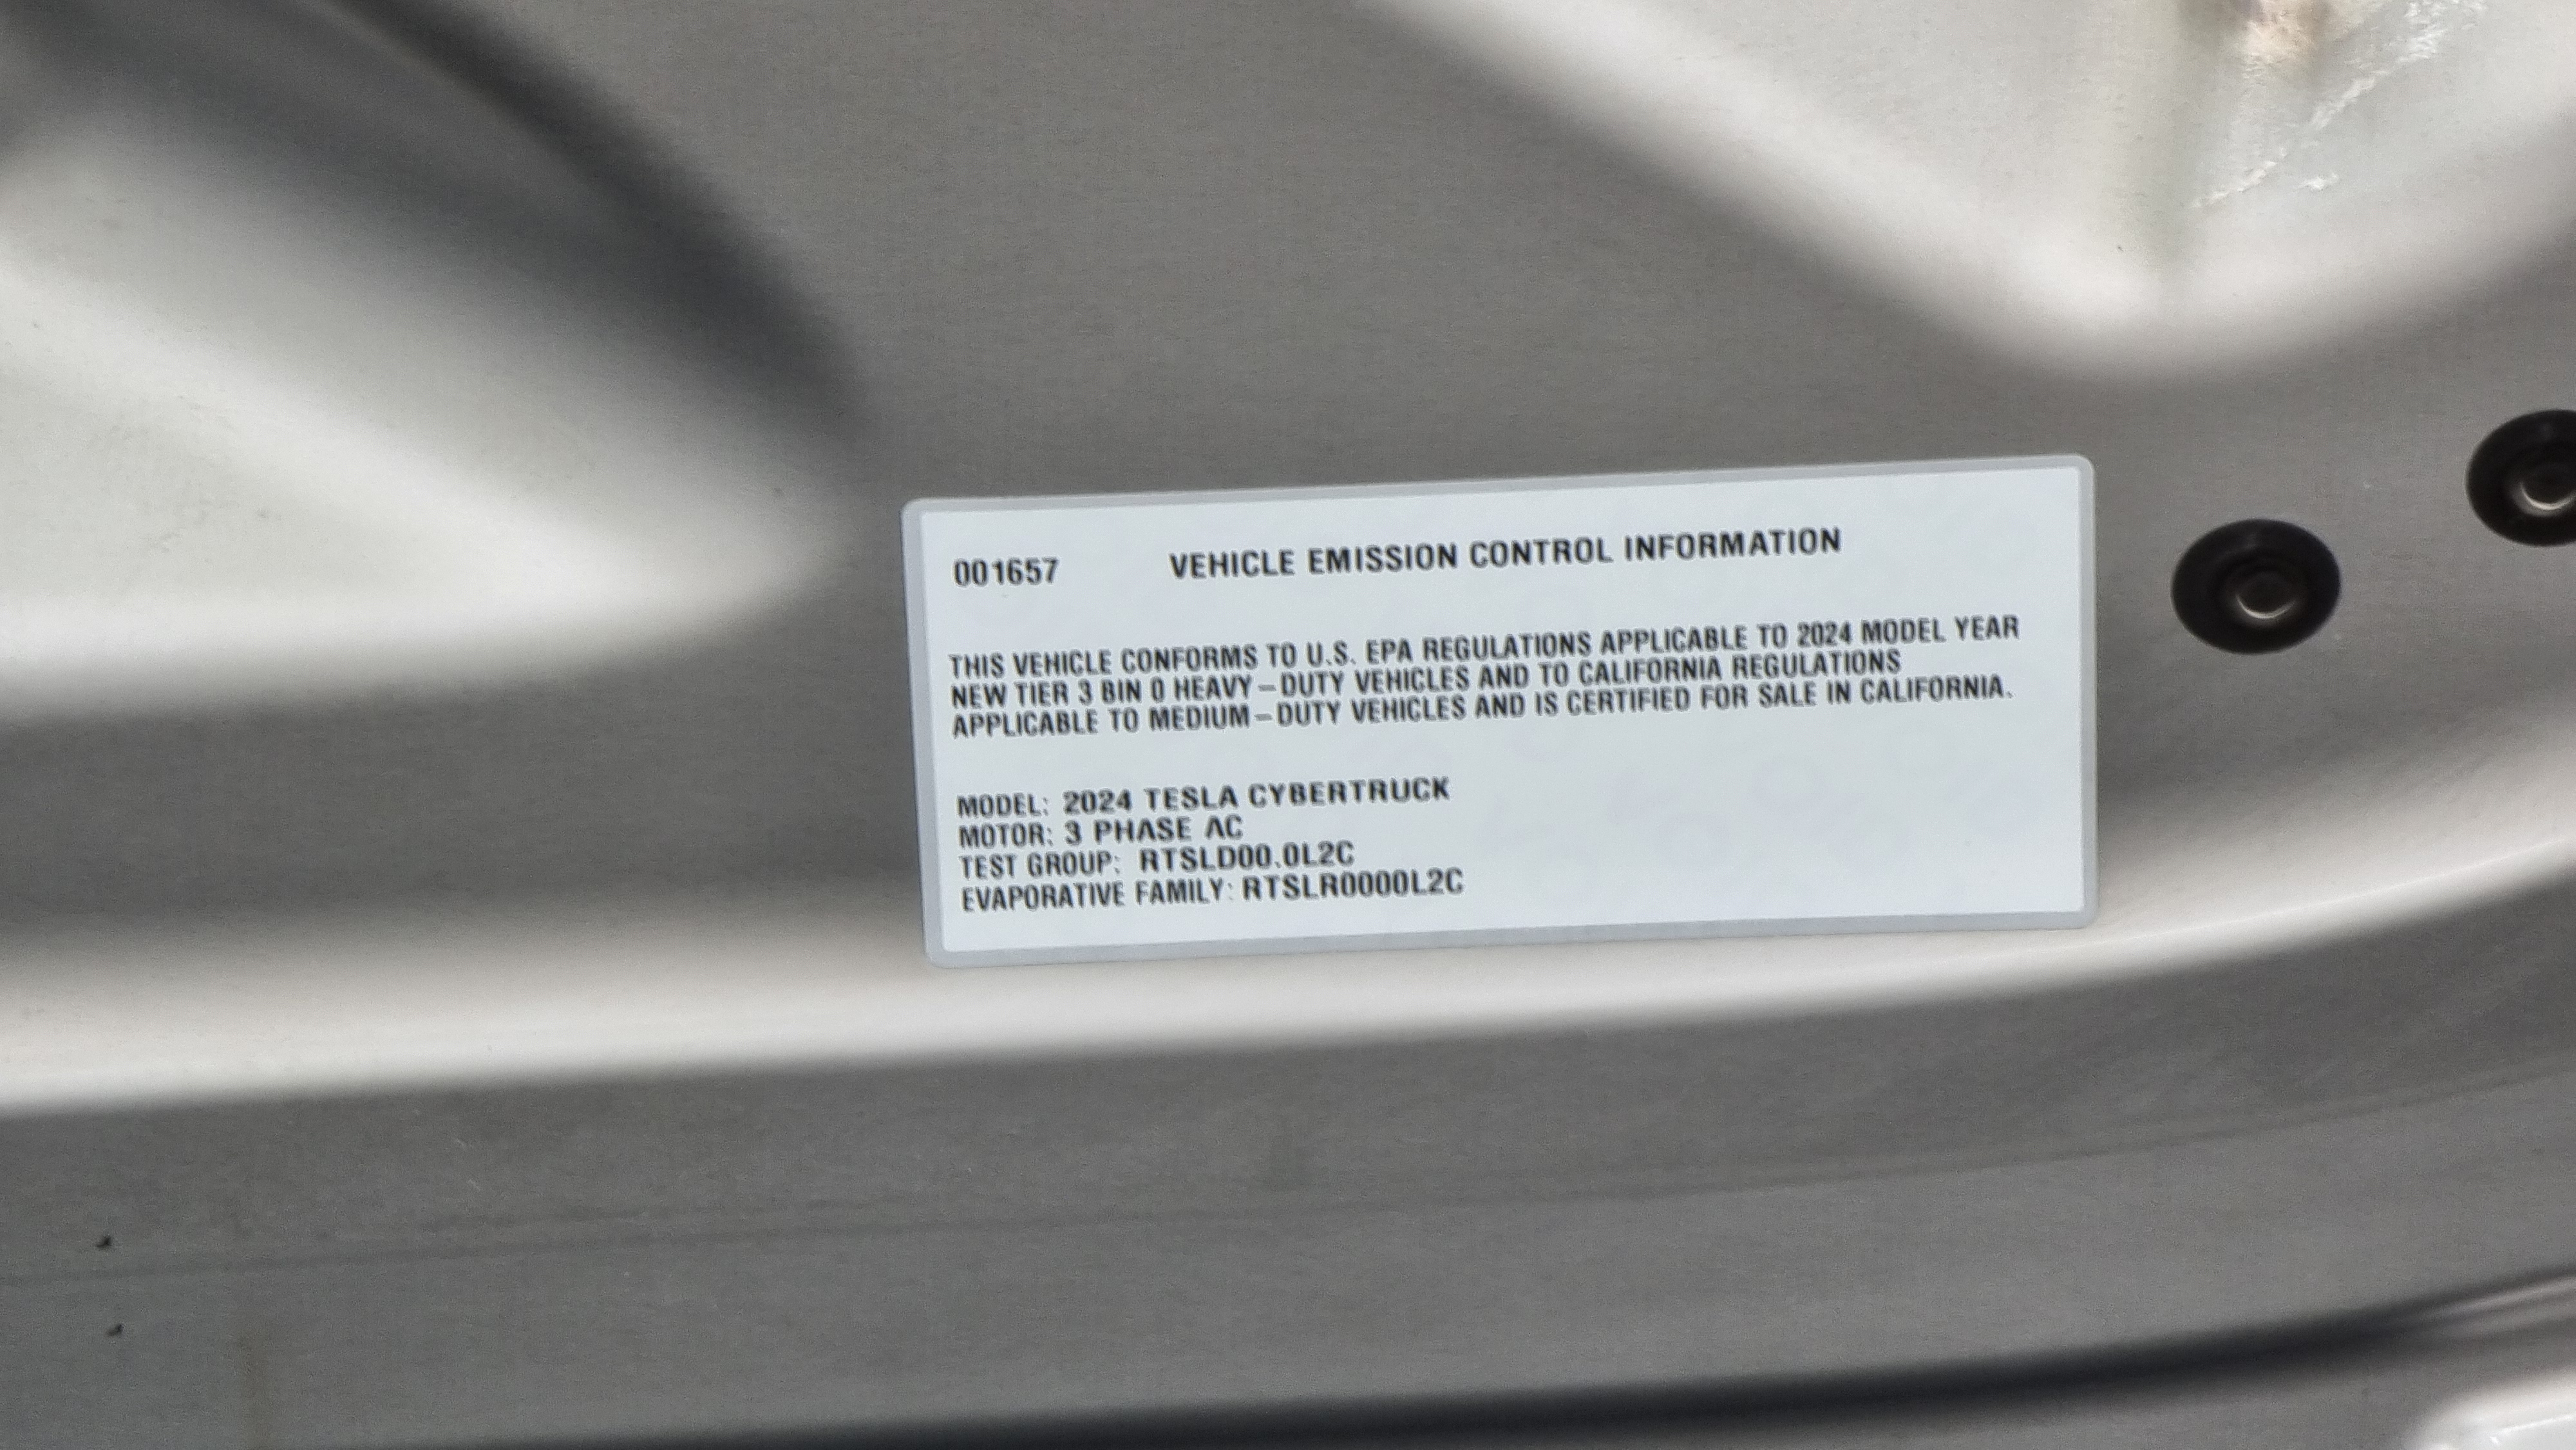 001657 VEHICLE EMISSION CONTROL INFORMATION
THIS VEHICLE CONFORMS TO U.S. EPA REGULATIONS APPLICABLE TO 2024 MODEL YEAR
NEW TIER 3 BIN 0 HEAVY-DUTY VEHICLES AND TO CALIFORNIA REGULATIONS
APPLICABLE TO MEDIUM-DUTY VEHICLES AND IS CERTIFIED FOR SALE IN CALIFORNIA.
MODEL: 2024 TESLA CYBERTRUCK
MOTOR: 3 PHASE AC
TEST GROUP: RTSLD00.0L2C
EVAPORATIVE FAMILY: RTSLR0000L2C